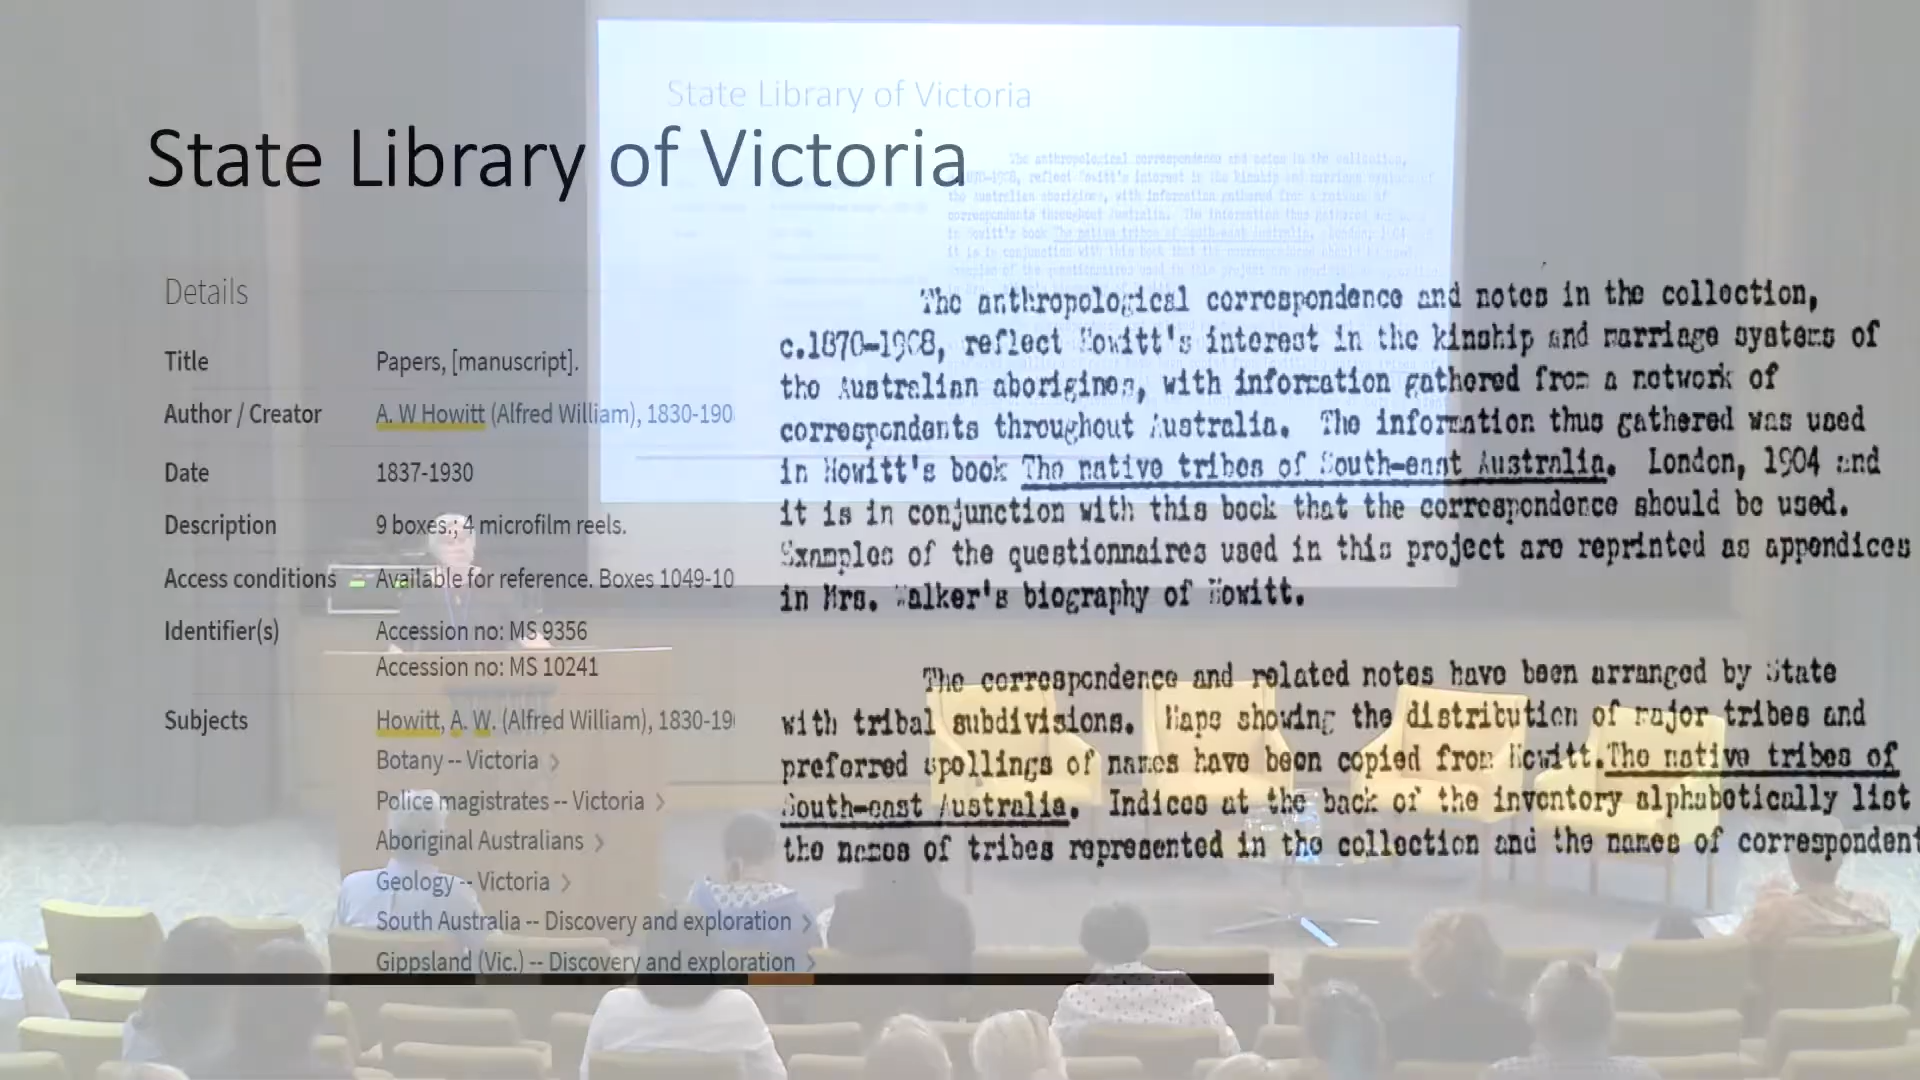 State Library of Victoria
State Library of Victoria
Details
Title Papers, [manuscript].
Author / Creator A. W Howitt (Alfred William), 1830-190
Date 1837-1930
Description 9 boxes.; 4 microfilm reels.
Access conditions Available for reference. Boxes 1049-10
Identifier(s) Accession no: MS 9356
Accession no: MS 10241
Subjects Howitt, A. W. (Alfred William), 1830-19
Botany -- Victoria
Police magistrates -- Victoria
Aboriginal Australians
Geology -- Victoria
South Australia -- Discovery and exploration
Gippsland (Vic.) -- Discovery and exploration
The anthropological correspondence and notes in the collection,
c.1870-1908, reflect Howitt's interest in the kinship and marriage systems of
the Australian aborigines, with information gathered from a network of
correspondents throughout Australia. The information thus gathered was used
in Howitt's book The native tribes of South-east Australia. London, 1904 and
it is in conjunction with this book that the correspondence should be used.
Examples of the questionnaires used in this project are reprinted as appendices
in Mrs. Walker's biography of Howitt.
The correspondence and related notes have been arranged by State
with tribal subdivisions. Maps showing the distribution of major tribes and
preferred spellings of names have been copied from Howitt.The native tribes of
South-east Australia. Indices at the back of the inventory alphabetically list
the names of tribes represented in the collection and the names of correspondent